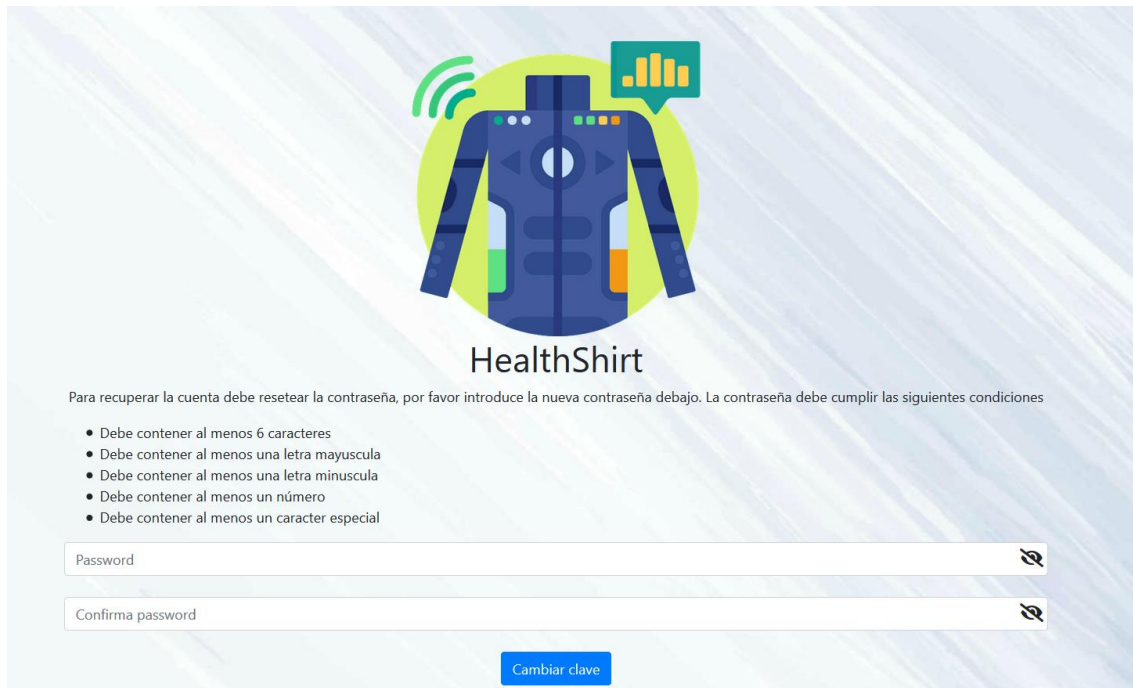 HealthShirt
Para recuperar la cuenta debe resetear la contraseña, por favor introduce la nueva contraseña debajo. La contraseña debe cumplir las siguientes condiciones
• Debe contener al menos 6 caracteres
• Debe contener al menos una letra mayuscula
• Debe contener al menos una letra minuscula
• Debe contener al menos un número
• Debe contener al menos un caracter especial
Password
Confirma password
Cambiar clave